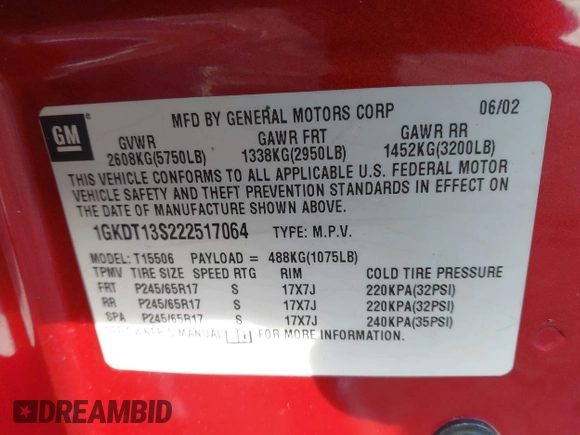 GM
MFD BY GENERAL MOTORS CORP 06/02
GVWR GAWR FRT GAWR RR
2608KG(5750LB) 1338KG(2950LB) 1452KG(3200LB)
THIS VEHICLE CONFORMS TO ALL APPLICABLE U.S. FEDERAL MOTOR
VEHICLE SAFETY AND THEFT PREVENTION STANDARDS IN EFFECT ON
THE DATE OF MANUFACTURE SHOWN ABOVE.
1GKDT13S222517064 TYPE: M.P.V.
MODEL: T15506 PAYLOAD = 488KG(1075LB)
TPMV TIRE SIZE SPEED RTG RIM COLD TIRE PRESSURE
FRT P245/65R17 S 17X7J 220KPA(32PSI)
RR P245/65R17 S 17X7J 220KPA(32PSI)
SPA P245/65R17 S 17X7J 240KPA(35PSI)
SEE OWNER'S MANUAL FOR MORE INFORMATION.
DREAMBID